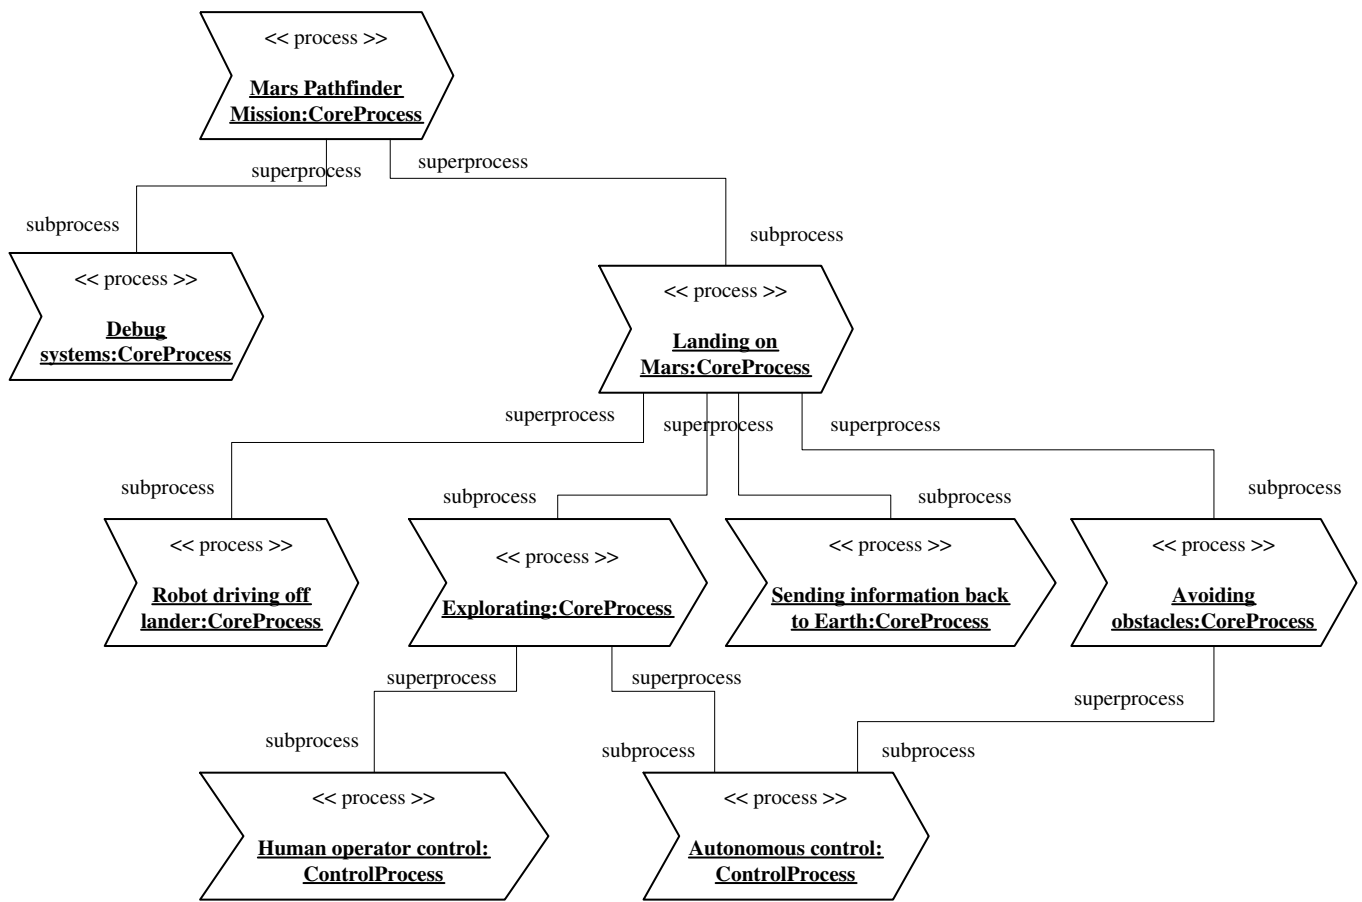 << process >>
Mars Pathfinder
Mission:CoreProcess
superprocess
superprocess
subprocess
subprocess
<< process >>
Debug
systems:CoreProcess
<< process >>
Landing on
Mars:CoreProcess
superprocess
superprocess
superprocess
subprocess
subprocess
subprocess
subprocess
<< process >>
Robot driving off
lander:CoreProcess
<< process >>
Explorating:CoreProcess
<< process >>
Sending information back
to Earth:CoreProcess
<< process >>
Avoiding
obstacles:CoreProcess
superprocess
superprocess
superprocess
subprocess
subprocess
subprocess
<< process >>
Human operator control:
ControlProcess
<< process >>
Autonomous control:
ControlProcess